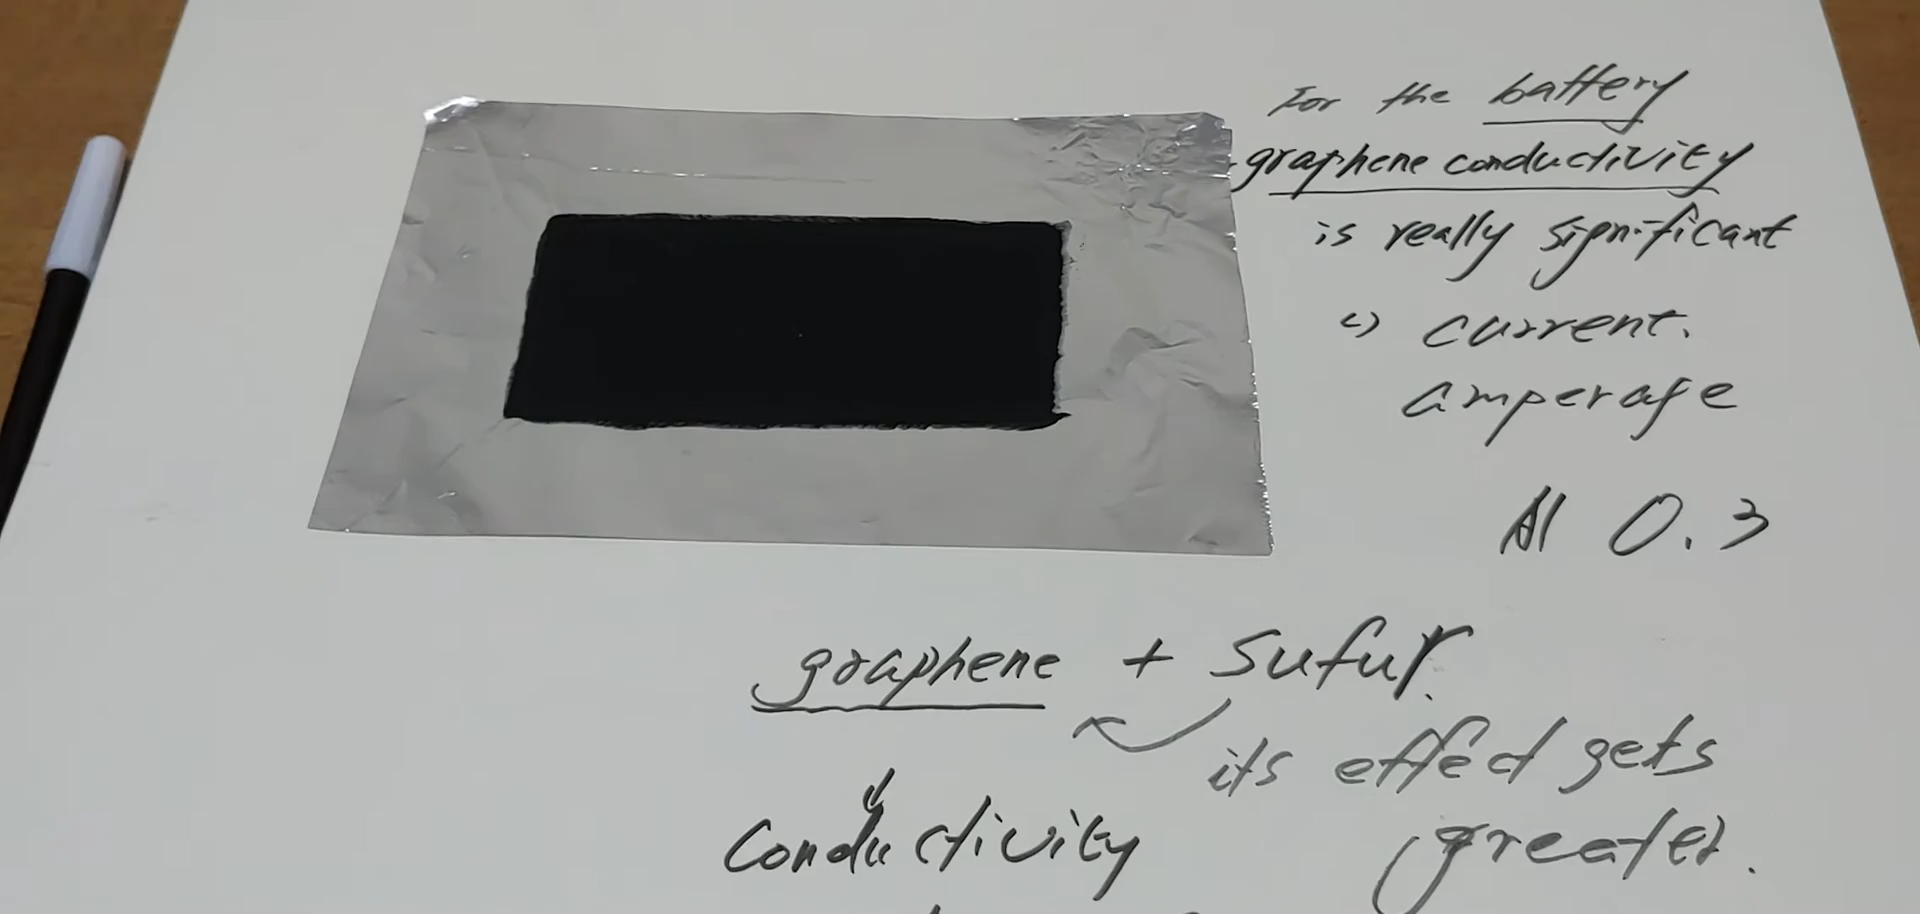 For the battery
graphene conductivity
is really significant
current.
amperage
Al 0.3
graphene + sufur.
its effect gets
greater.
conductivity